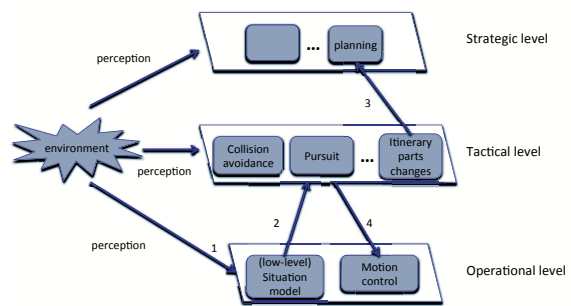 Strategic level
... planning
perception
3
environment
Collision
avoidance
Pursuit
...
Itinerary
parts
changes
Tactical level
perception
2
4
perception
1
(low-level)
Situation
model
Motion
control
Operational level